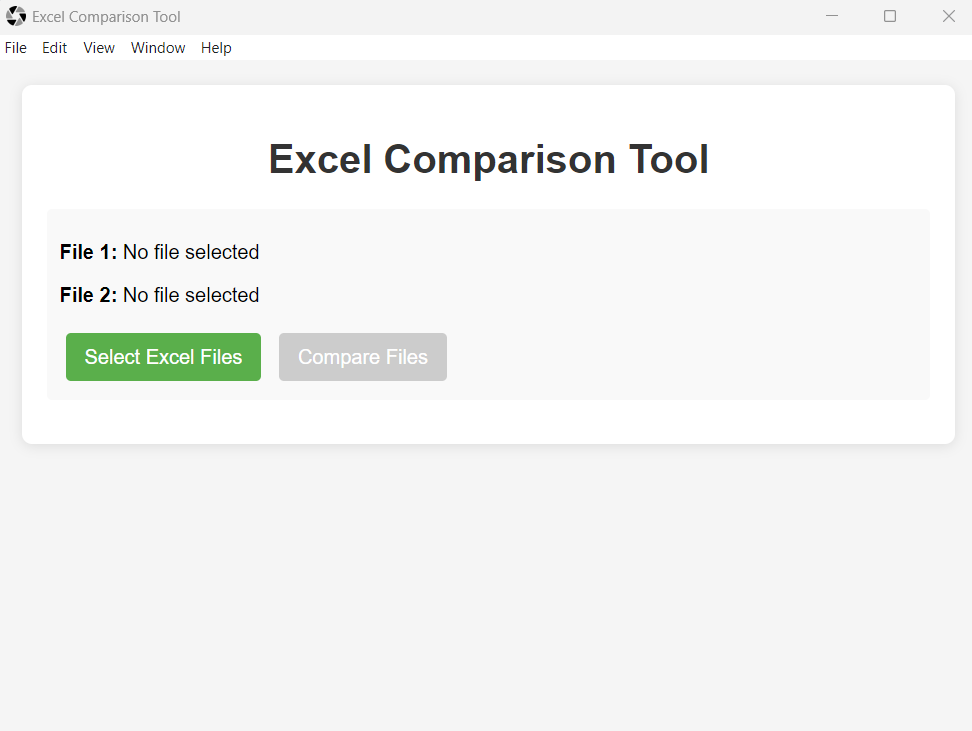 Excel Comparison Tool
File Edit View Window Help
Excel Comparison Tool
File 1: No file selected
File 2: No file selected
Select Excel Files Compare Files